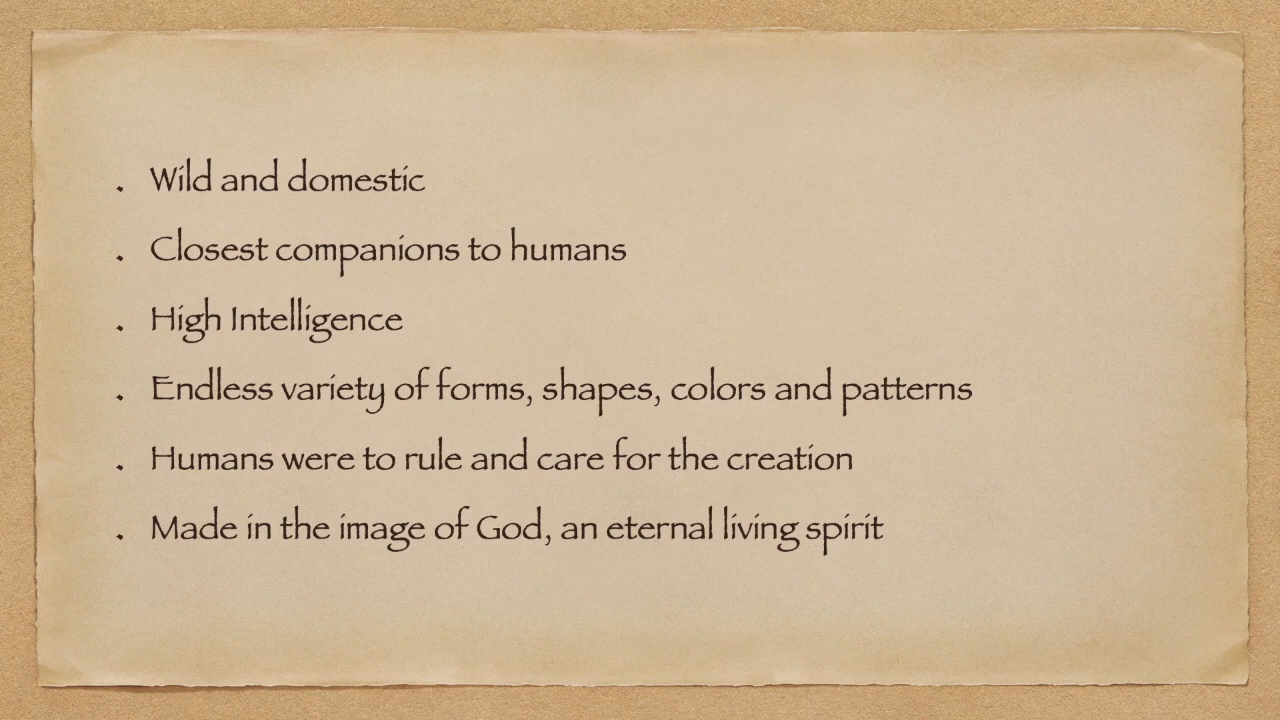 . Wild and domestic
. Closest companions to humans
. High Intelligence
. Endless variety of forms, shapes, colors and patterns
. Humans were to rule and care for the creation
. Made in the image of God, an eternal living spirit